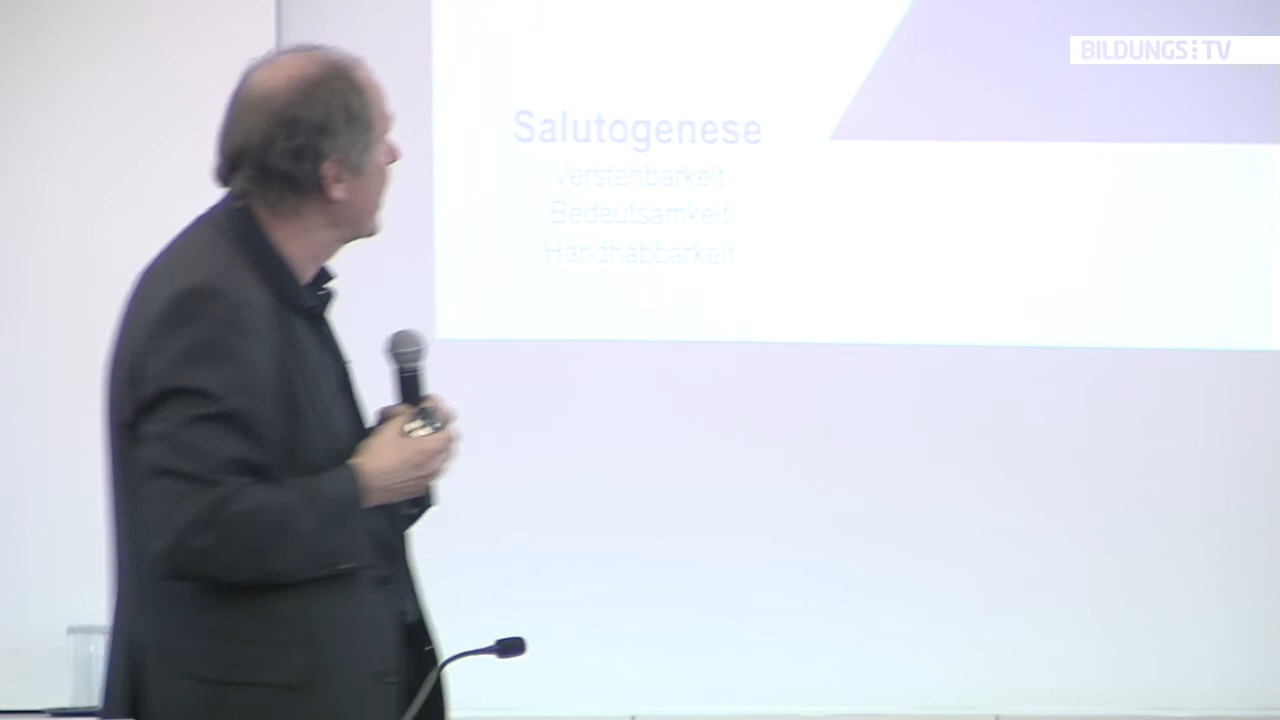 BILDUNGS TV
Salutogenese
Verstehbarkeit
Bedeutsamkeit
Handhabbarkeit